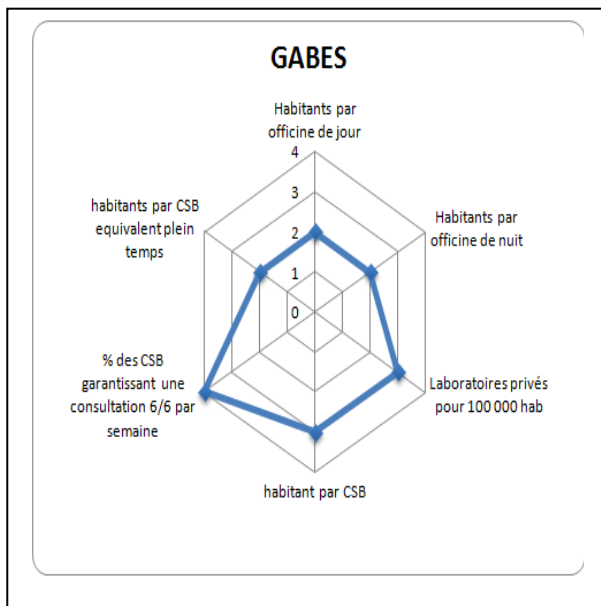 GABES
Habitants par
officine de jour
4
3
2
1
0
Habitants par
officine de nuit
Laboratoires privés
pour 100 000 hab
habitant par CSB
% des CSB
garantissant une
consultation 6/6 par
semaine
habitants par CSB
equivalent plein
temps